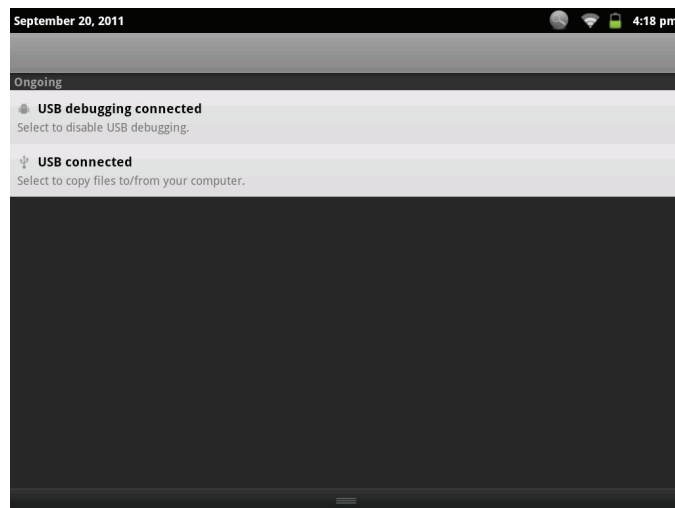 September 20, 2011 4:18 pm
Ongoing
USB debugging connected
Select to disable USB debugging.
USB connected
Select to copy files to/from your computer.